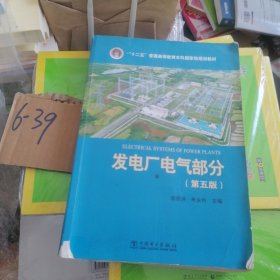 "十二五"普通高等教育本科国家级规划教材
6-39
ELECTRICAL SYSTEMS OF POWER PLANTS
发电厂电气部分
(第五版)
主编
中国电力出版社